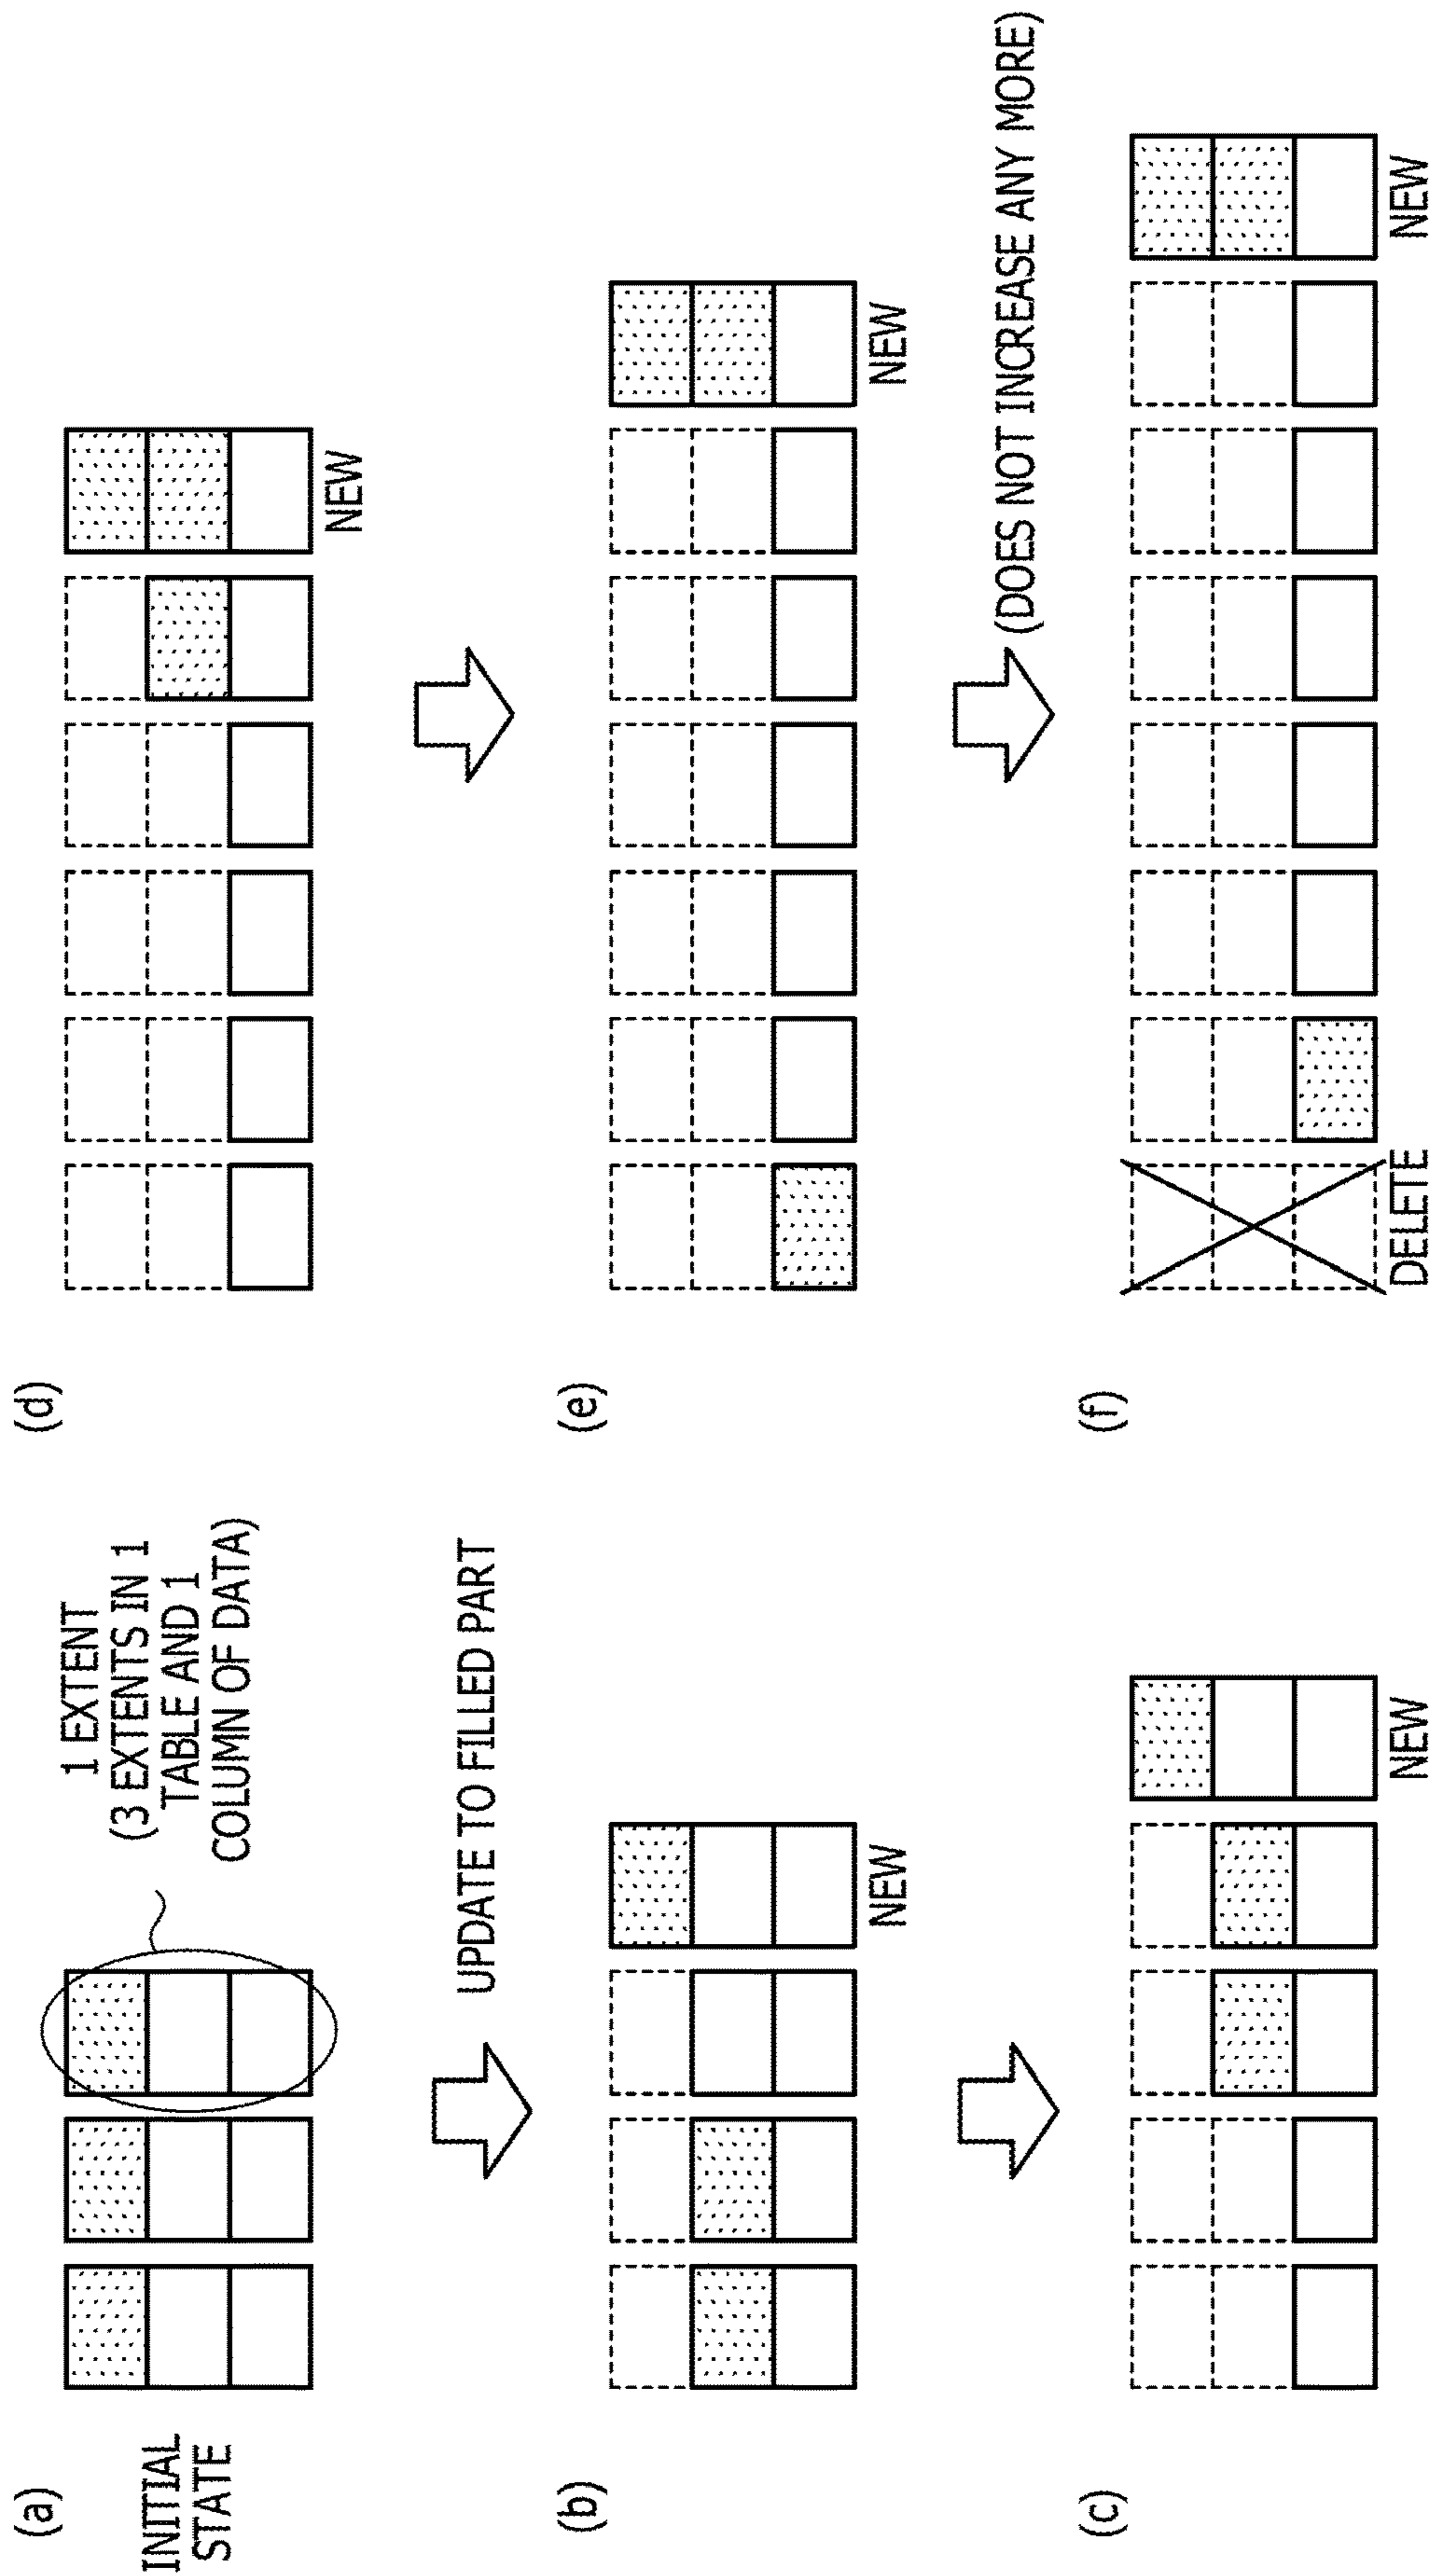 (a)
INITIAL
STATE
1 EXTENT
(3 EXTENTS IN 1
TABLE AND 1
COLUMN OF DATA)
UPDATE TO FILLED PART
(b)
NEW
(c)
NEW
(d)
NEW
(e)
NEW
(DOES NOT INCREASE ANY MORE)
(f)
DELETE
NEW